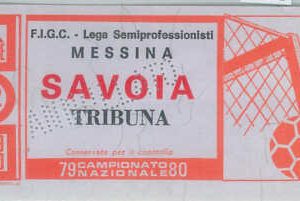 F.I.G.C. - Lega Semiprofessionisti
MESSINA
SAVOIA
TRIBUNA
Conservare per il controllo
79 CAMPIONATO NAZIONALE 80